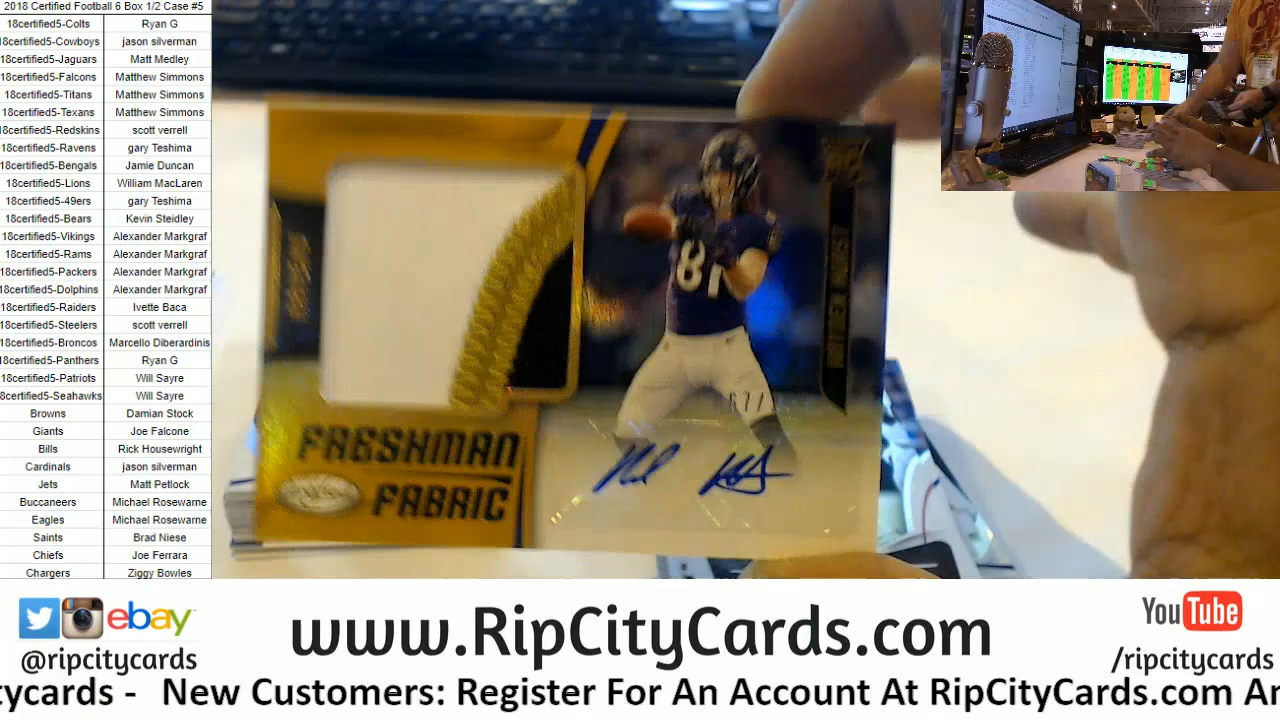 2018 Certified Football 6 Box 1/2 Case #5
18certified5-Colts Ryan G
18certified5-Cowboys jason silverman
18certified5-Jaguars Matt Medley
18certified5-Falcons Matthew Simmons
18certified5-Titans Matthew Simmons
18certified5-Texans Matthew Simmons
18certified5-Redskins scott verrell
18certified5-Ravens gary Teshima
18certified5-Bengals Jamie Duncan
18certified5-Lions William MacLaren
18certified5-49ers gary Teshima
18certified5-Bears Kevin Steidley
18certified5-Vikings Alexander Markgraf
18certified5-Rams Alexander Markgraf
18certified5-Packers Alexander Markgraf
18certified5-Dolphins Alexander Markgraf
18certified5-Raiders Ivette Baca
18certified5-Steelers scott verrell
18certified5-Broncos Marcello Diberardinis
18certified5-Panthers Ryan G
18certified5-Patriots Will Sayre
8certified5-Seahawks Will Sayre
Browns Damian Stock
Giants Joe Falcone
Bills Rick Housewright
Cardinals jason silverman
Jets Matt Petlock
Buccaneers Michael Rosewarne
Eagles Michael Rosewarne
Saints Brad Niese
Chiefs Joe Ferrara
Chargers Ziggy Bowles
81
FRESHMAN
FABRIC
ebay
@ripcitycards
www.RipCityCards.com
YouTube
/ripcitycards
tycards - New Customers: Register For An Account At RipCityCards.com An